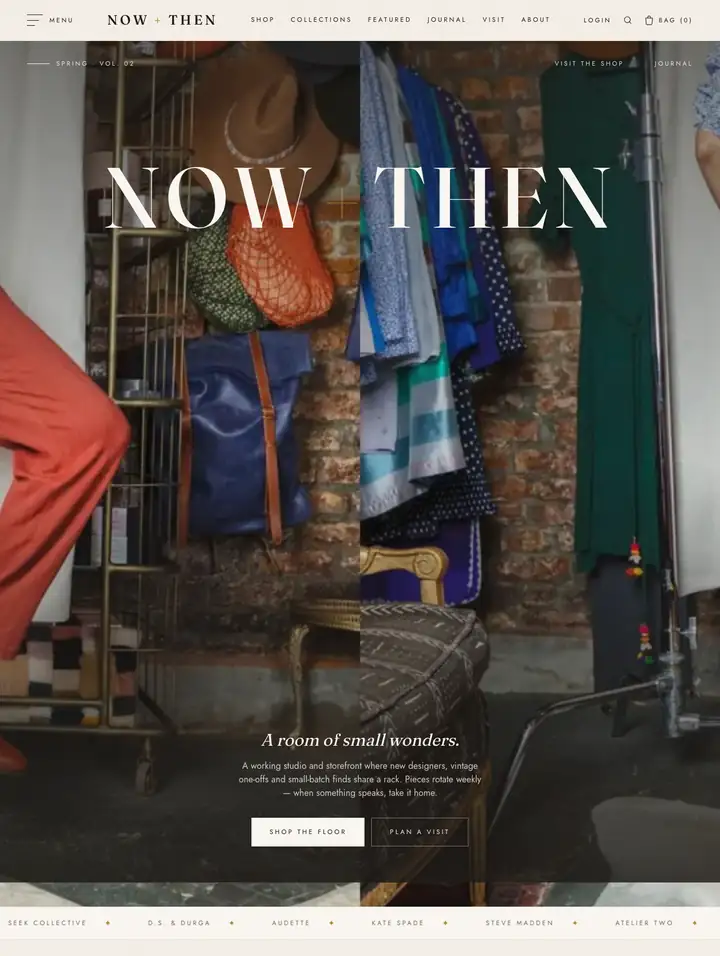 MENU
NOW + THEN
SHOP COLLECTIONS FEATURED JOURNAL VISIT ABOUT
LOGIN
BAG (0)
SPRING VOL. 02
VISIT THE SHOP JOURNAL
NOW + THEN
A room of small wonders.
A working studio and storefront where new designers, vintage
one-offs and small-batch finds share a rack. Pieces rotate weekly
— when something speaks, take it home.
SHOP THE FLOOR
PLAN A VISIT
SEEK COLLECTIVE ✦ D.S. & DURGA ✦ AUDETTE ✦ KATE SPADE ✦ STEVE MADDEN ✦ ATELIER TWO ✦